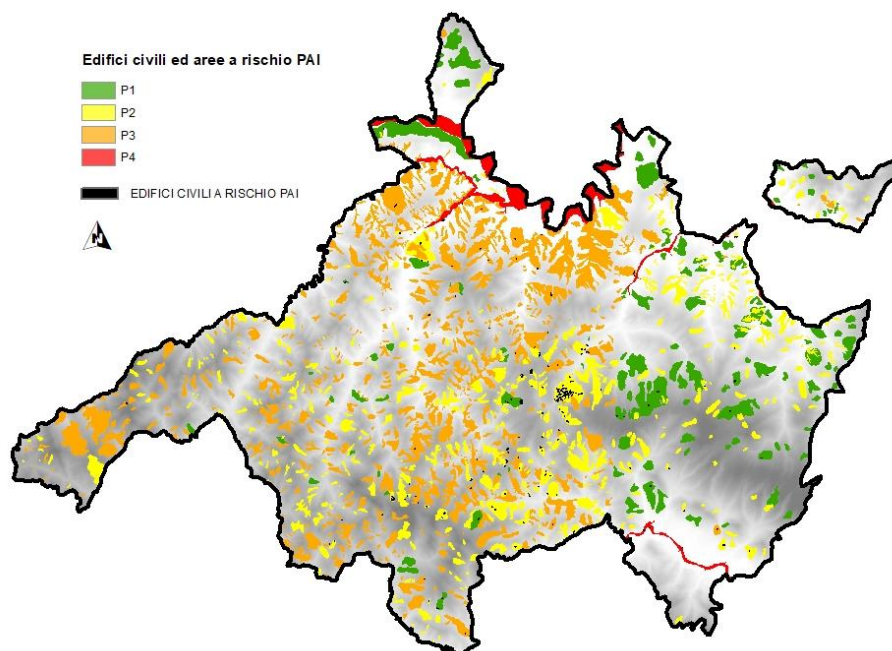 Edifici civili ed aree a rischio PAI
P1
P2
P3
P4
EDIFICI CIVILI A RISCHIO PAI